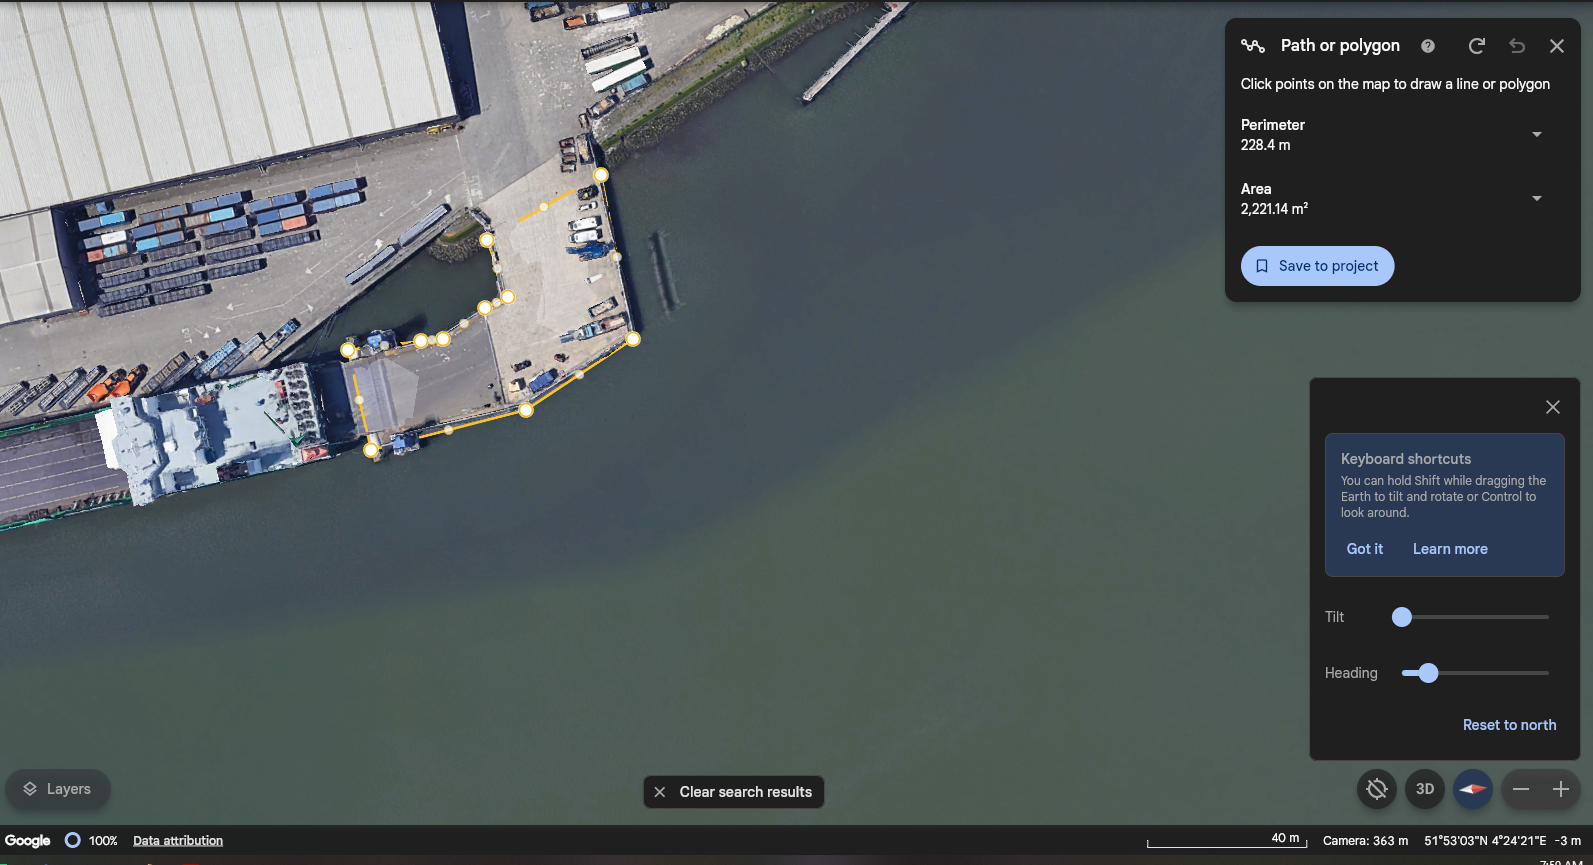 Path or polygon
Click points on the map to draw a line or polygon
Perimeter
228.4 m
Area
2,221.14 m²
Save to project
Keyboard shortcuts
You can hold Shift while dragging the
Earth to tilt and rotate or Control to
look around.
Got it
Learn more
Tilt
Heading
Reset to north
Layers
Clear search results
3D
Google
100%
Data attribution
40 m
Camera: 363 m
51°53'03"N 4°24'21"E
-3 m